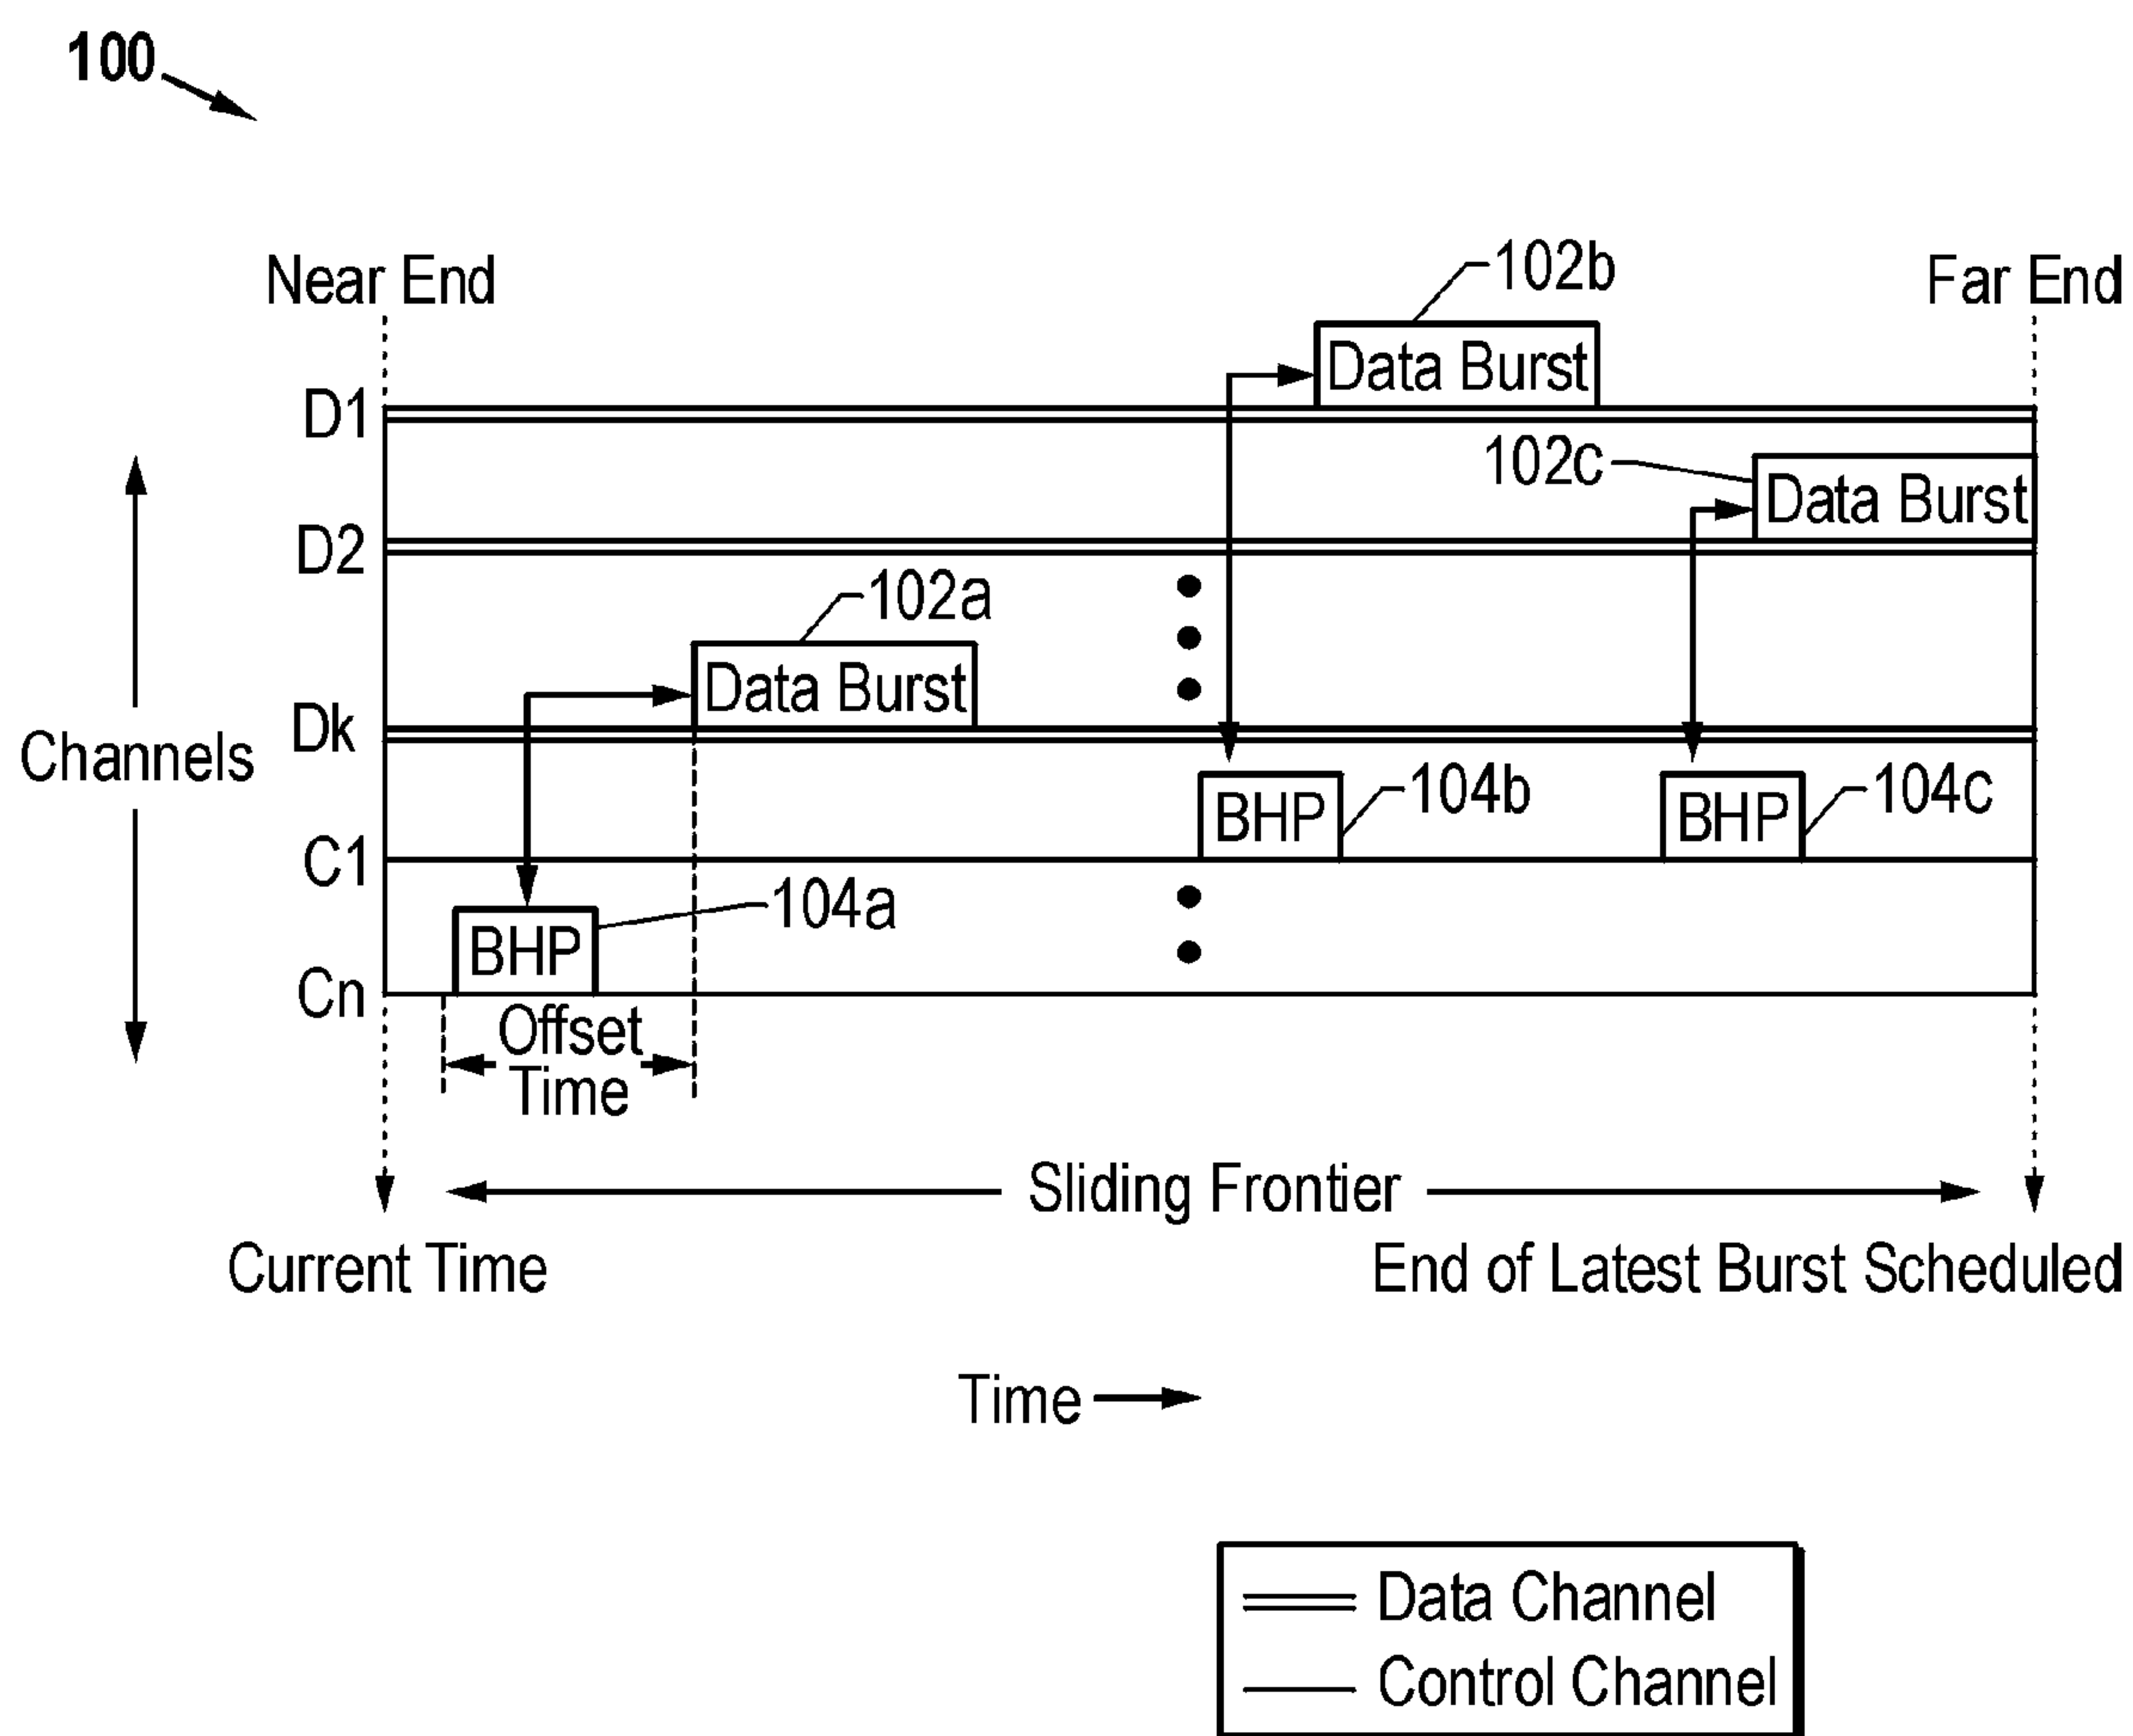 100
Near End
102b
Far End
Data Burst
D1
102c
Data Burst
D2
102a
Data Burst
Dk
Channels
BHP
104b
BHP
104c
C1
104a
BHP
Cn
Offset
Time
Sliding Frontier
Current Time
End of Latest Burst Scheduled
Time
Data Channel
Control Channel